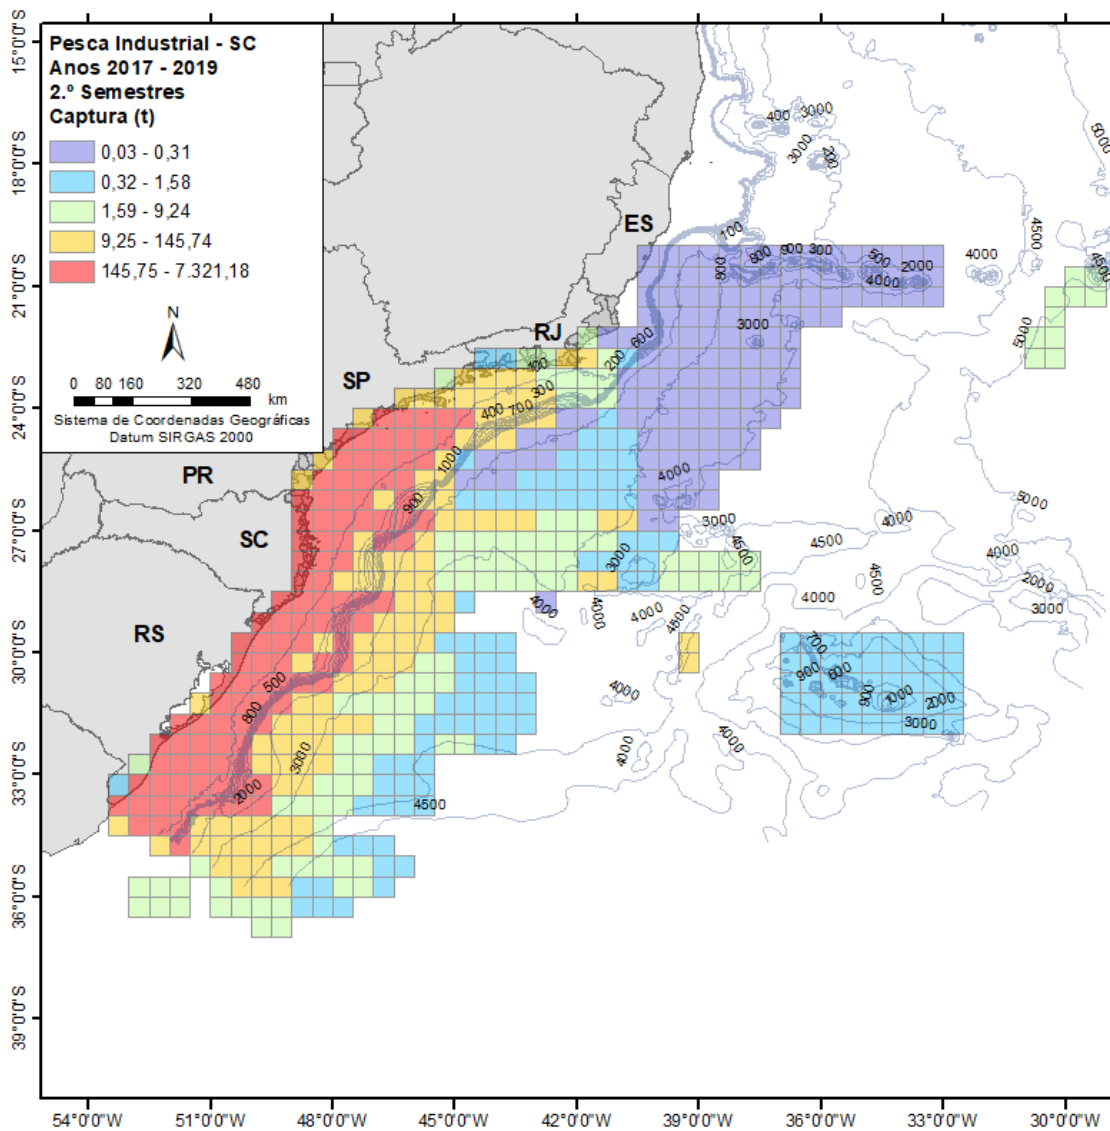 Pesca Industrial - SC
Anos 2017 - 2019
2.º Semestres
Captura (t)
0,03 - 0,31
0,32 - 1,58
1,59 - 9,24
9,25 - 145,74
145,75 - 7.321,18
N
0 80 160 320 480
km
Sistema de Coordenadas Geográficas
Datum SIRGAS 2000
ES
RJ
SP
PR
SC
RS
15°0'0"S
18°0'0"S
21°0'0"S
24°0'0"S
27°0'0"S
30°0'0"S
33°0'0"S
36°0'0"S
39°0'0"S
400
3000
3000
200
5000
100
800
800
300
500
2000
4000
4000
4500
4500
5000
3000
600
200
300
400
700
1000
900
4000
3000
4500
4000
4500
5000
4000
4500
4000
2000
3000
3000
4000
4000
4000
4500
4000
4000
4000
700
900
600
1000
2000
3000
500
800
3000
2000
4500
54°0'0"W
51°0'0"W
48°0'0"W
45°0'0"W
42°0'0"W
39°0'0"W
36°0'0"W
33°0'0"W
30°0'0"W